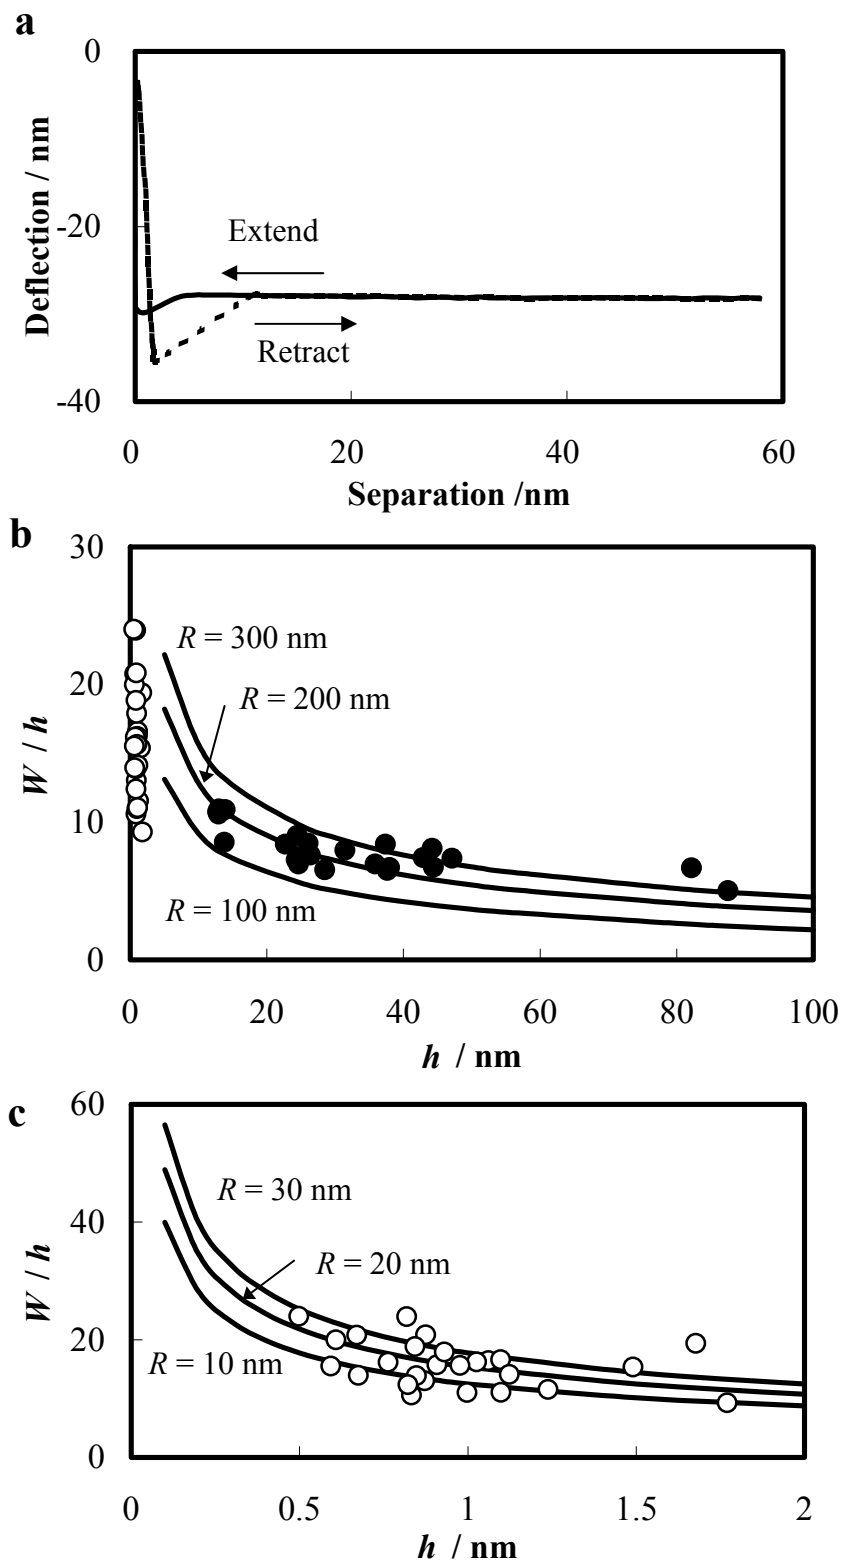 a
0
-20
-40
Deflection / nm
Extend
Retract
0
20
40
60
Separation /nm
b
30
20
10
0
W / h
R = 300 nm
R = 200 nm
R = 100 nm
0
20
40
60
80
100
h / nm
c
60
40
20
0
W / h
R = 30 nm
R = 20 nm
R = 10 nm
0
0.5
1
1.5
2
h / nm